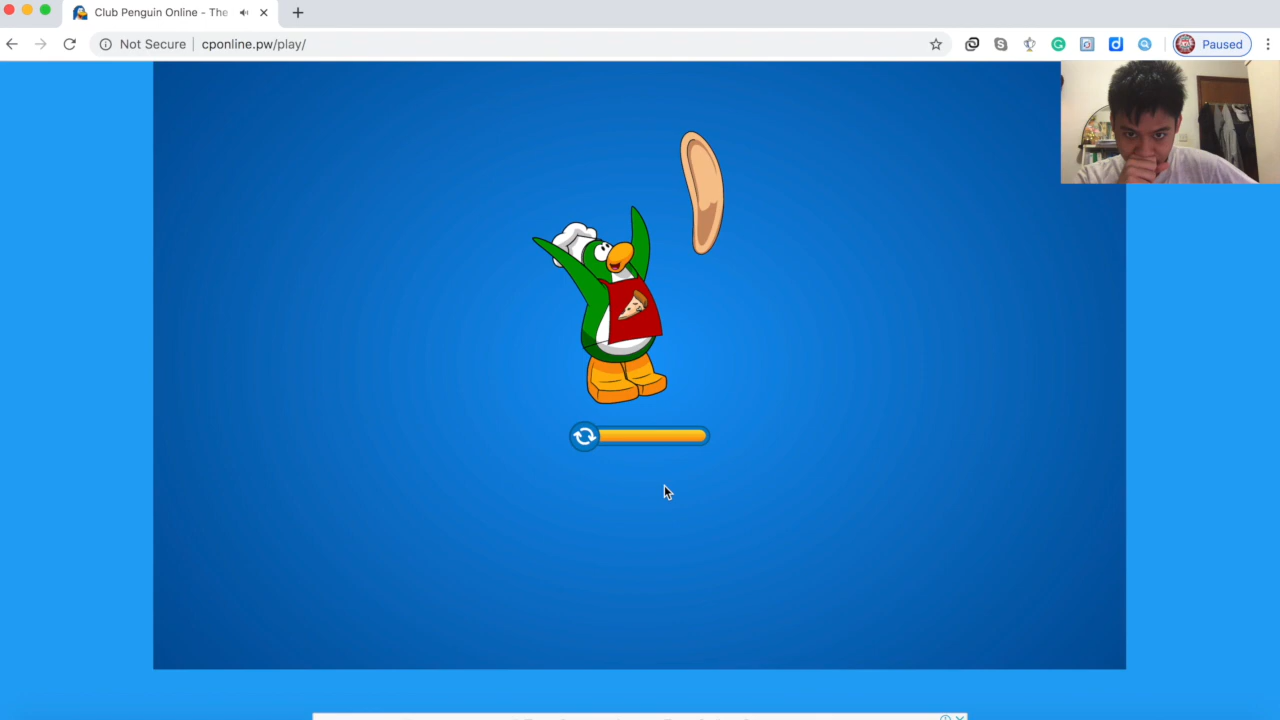 Club Penguin Online - The
Not Secure
cponline.pw/play/
Paused